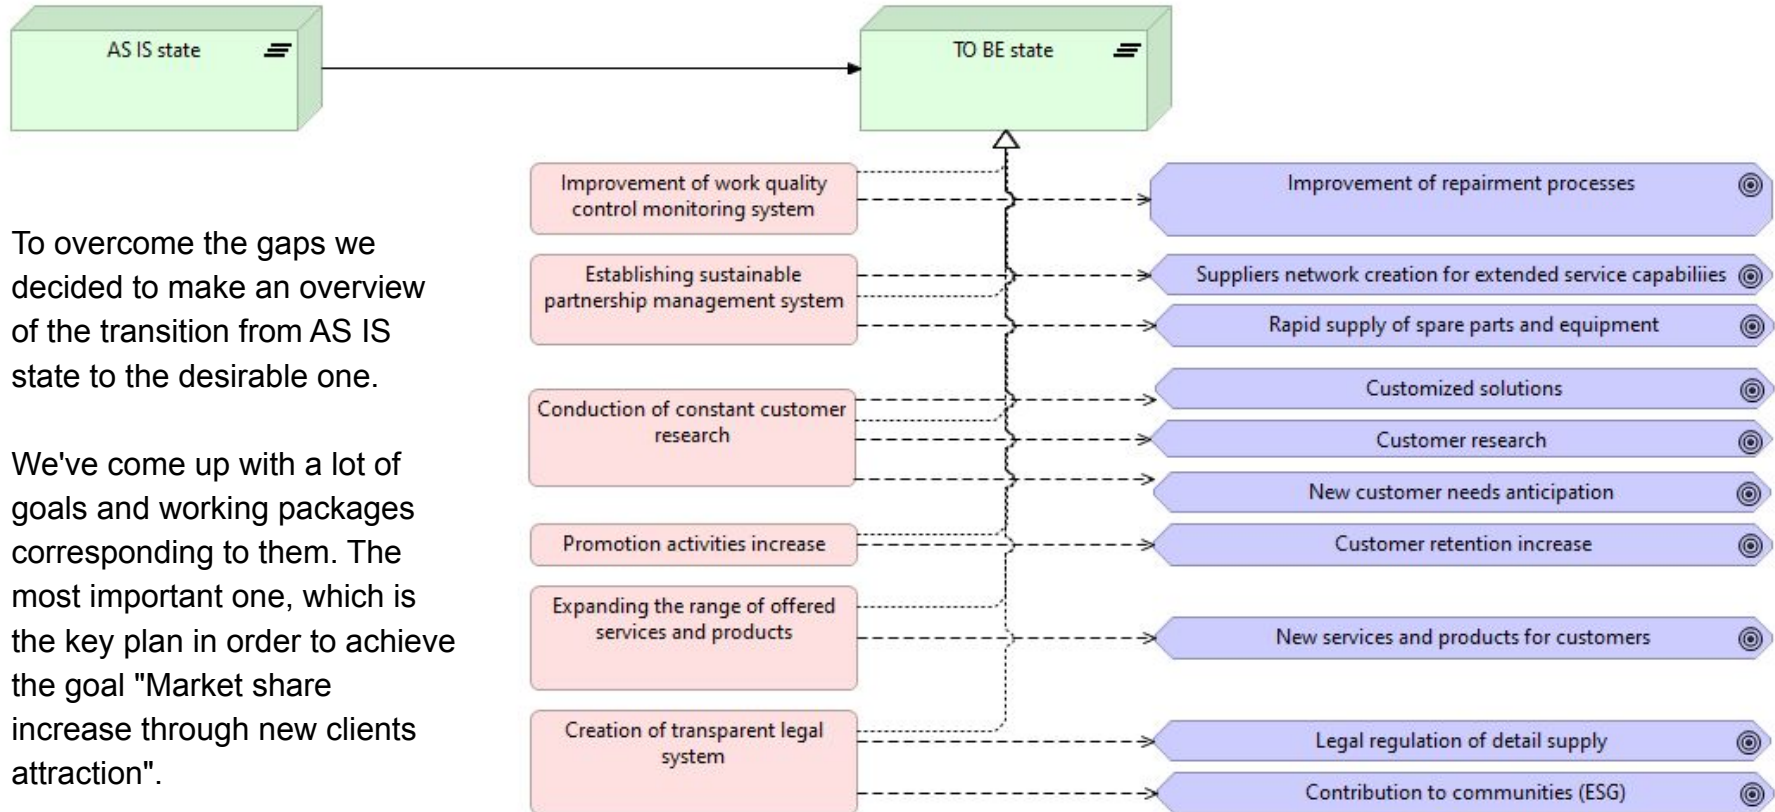 AS IS state
TO BE state
To overcome the gaps we
decided to make an overview
of the transition from AS IS
state to the desirable one.
We've come up with a lot of
goals and working packages
corresponding to them. The
most important one, which is
the key plan in order to achieve
the goal "Market share
increase through new clients
attraction".
Improvement of work quality
control monitoring system
Improvement of repairment processes
Establishing sustainable
partnership management system
Suppliers network creation for extended service capabiliies
Rapid supply of spare parts and equipment
Conduction of constant customer
research
Customized solutions
Customer research
New customer needs anticipation
Promotion activities increase
Customer retention increase
Expanding the range of offered
services and products
New services and products for customers
Creation of transparent legal
system
Legal regulation of detail supply
Contribution to communities (ESG)